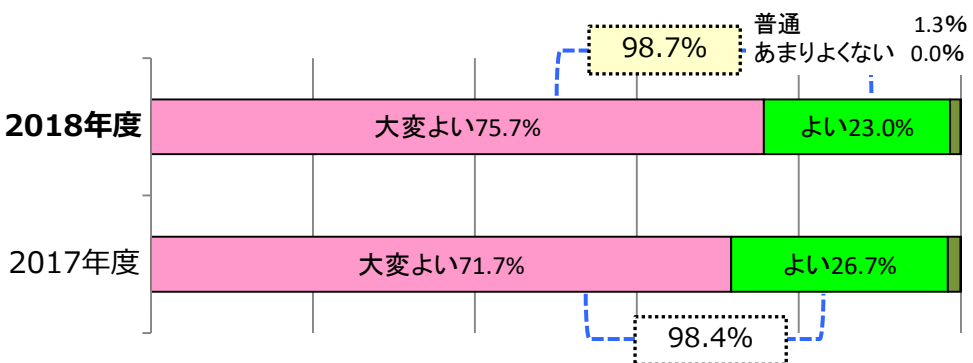 98.7%
普通 1.3%
あまりよくない 0.0%
2018年度
大変よい75.7%
よい23.0%
2017年度
大変よい71.7%
よい26.7%
98.4%